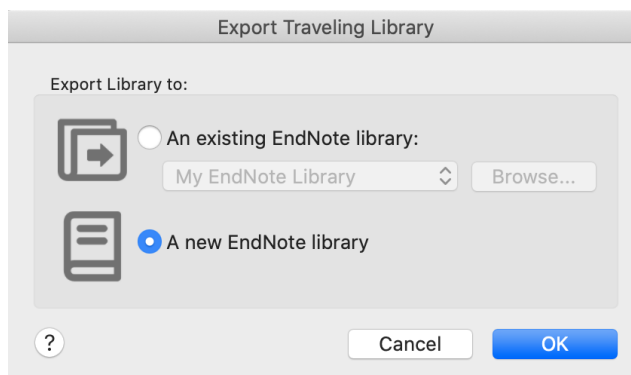 Export Traveling Library
Export Library to:
An existing EndNote library:
My EndNote Library Browse...
A new EndNote library
? Cancel OK